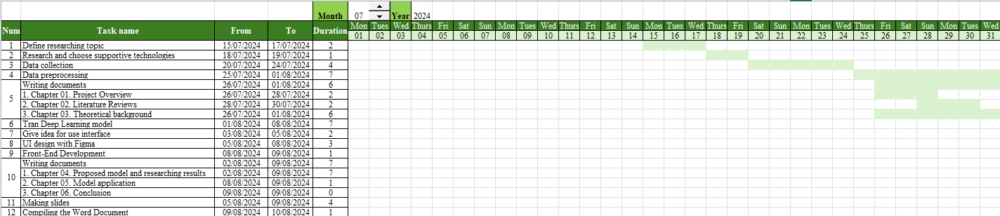 Month 07 Year 2024
Num Task name From To Duration Mon Tues Wed Thurs Fri Sat Sun Mon Tues Wed Thurs Fri Sat Sun Mon Tues Wed Thurs Fri Sat Sun Mon Tues Wed Thurs Fri Sat Sun Mon Tues Wed
01 02 03 04 05 06 07 08 09 10 11 12 13 14 15 16 17 18 19 20 21 22 23 24 25 26 27 28 29 30 31
1 Define researching topic 15/07/2024 17/07/2024 2
2 Research and choose supportive technologies 18/07/2024 19/07/2024 1
3 Data collection 20/07/2024 24/07/2024 4
4 Data preprocessing 25/07/2024 01/08/2024 7
5 Writing documents 26/07/2024 01/08/2024 6
1. Chapter 01. Project Overview 26/07/2024 28/07/2024 2
2. Chapter 02. Literature Reviews 28/07/2024 30/07/2024 2
3. Chapter 03. Theoretical background 26/07/2024 01/08/2024 6
6 Tran Deep Learning model 01/08/2024 08/08/2024 7
7 Give idea for use interface 03/08/2024 05/08/2024 2
8 UI design with Figma 05/08/2024 08/08/2024 3
9 Front-End Development 08/08/2024 09/08/2024 1
10 Writing documents 02/08/2024 09/08/2024 7
1. Chapter 04. Proposed model and researching results 02/08/2024 09/08/2024 7
2. Chapter 05. Model application 08/08/2024 09/08/2024 1
3. Chapter 06. Conclusion 09/08/2024 09/08/2024 0
11 Making slides 05/08/2024 09/08/2024 4
12 Compiling the Word Document 09/08/2024 10/08/2024 1